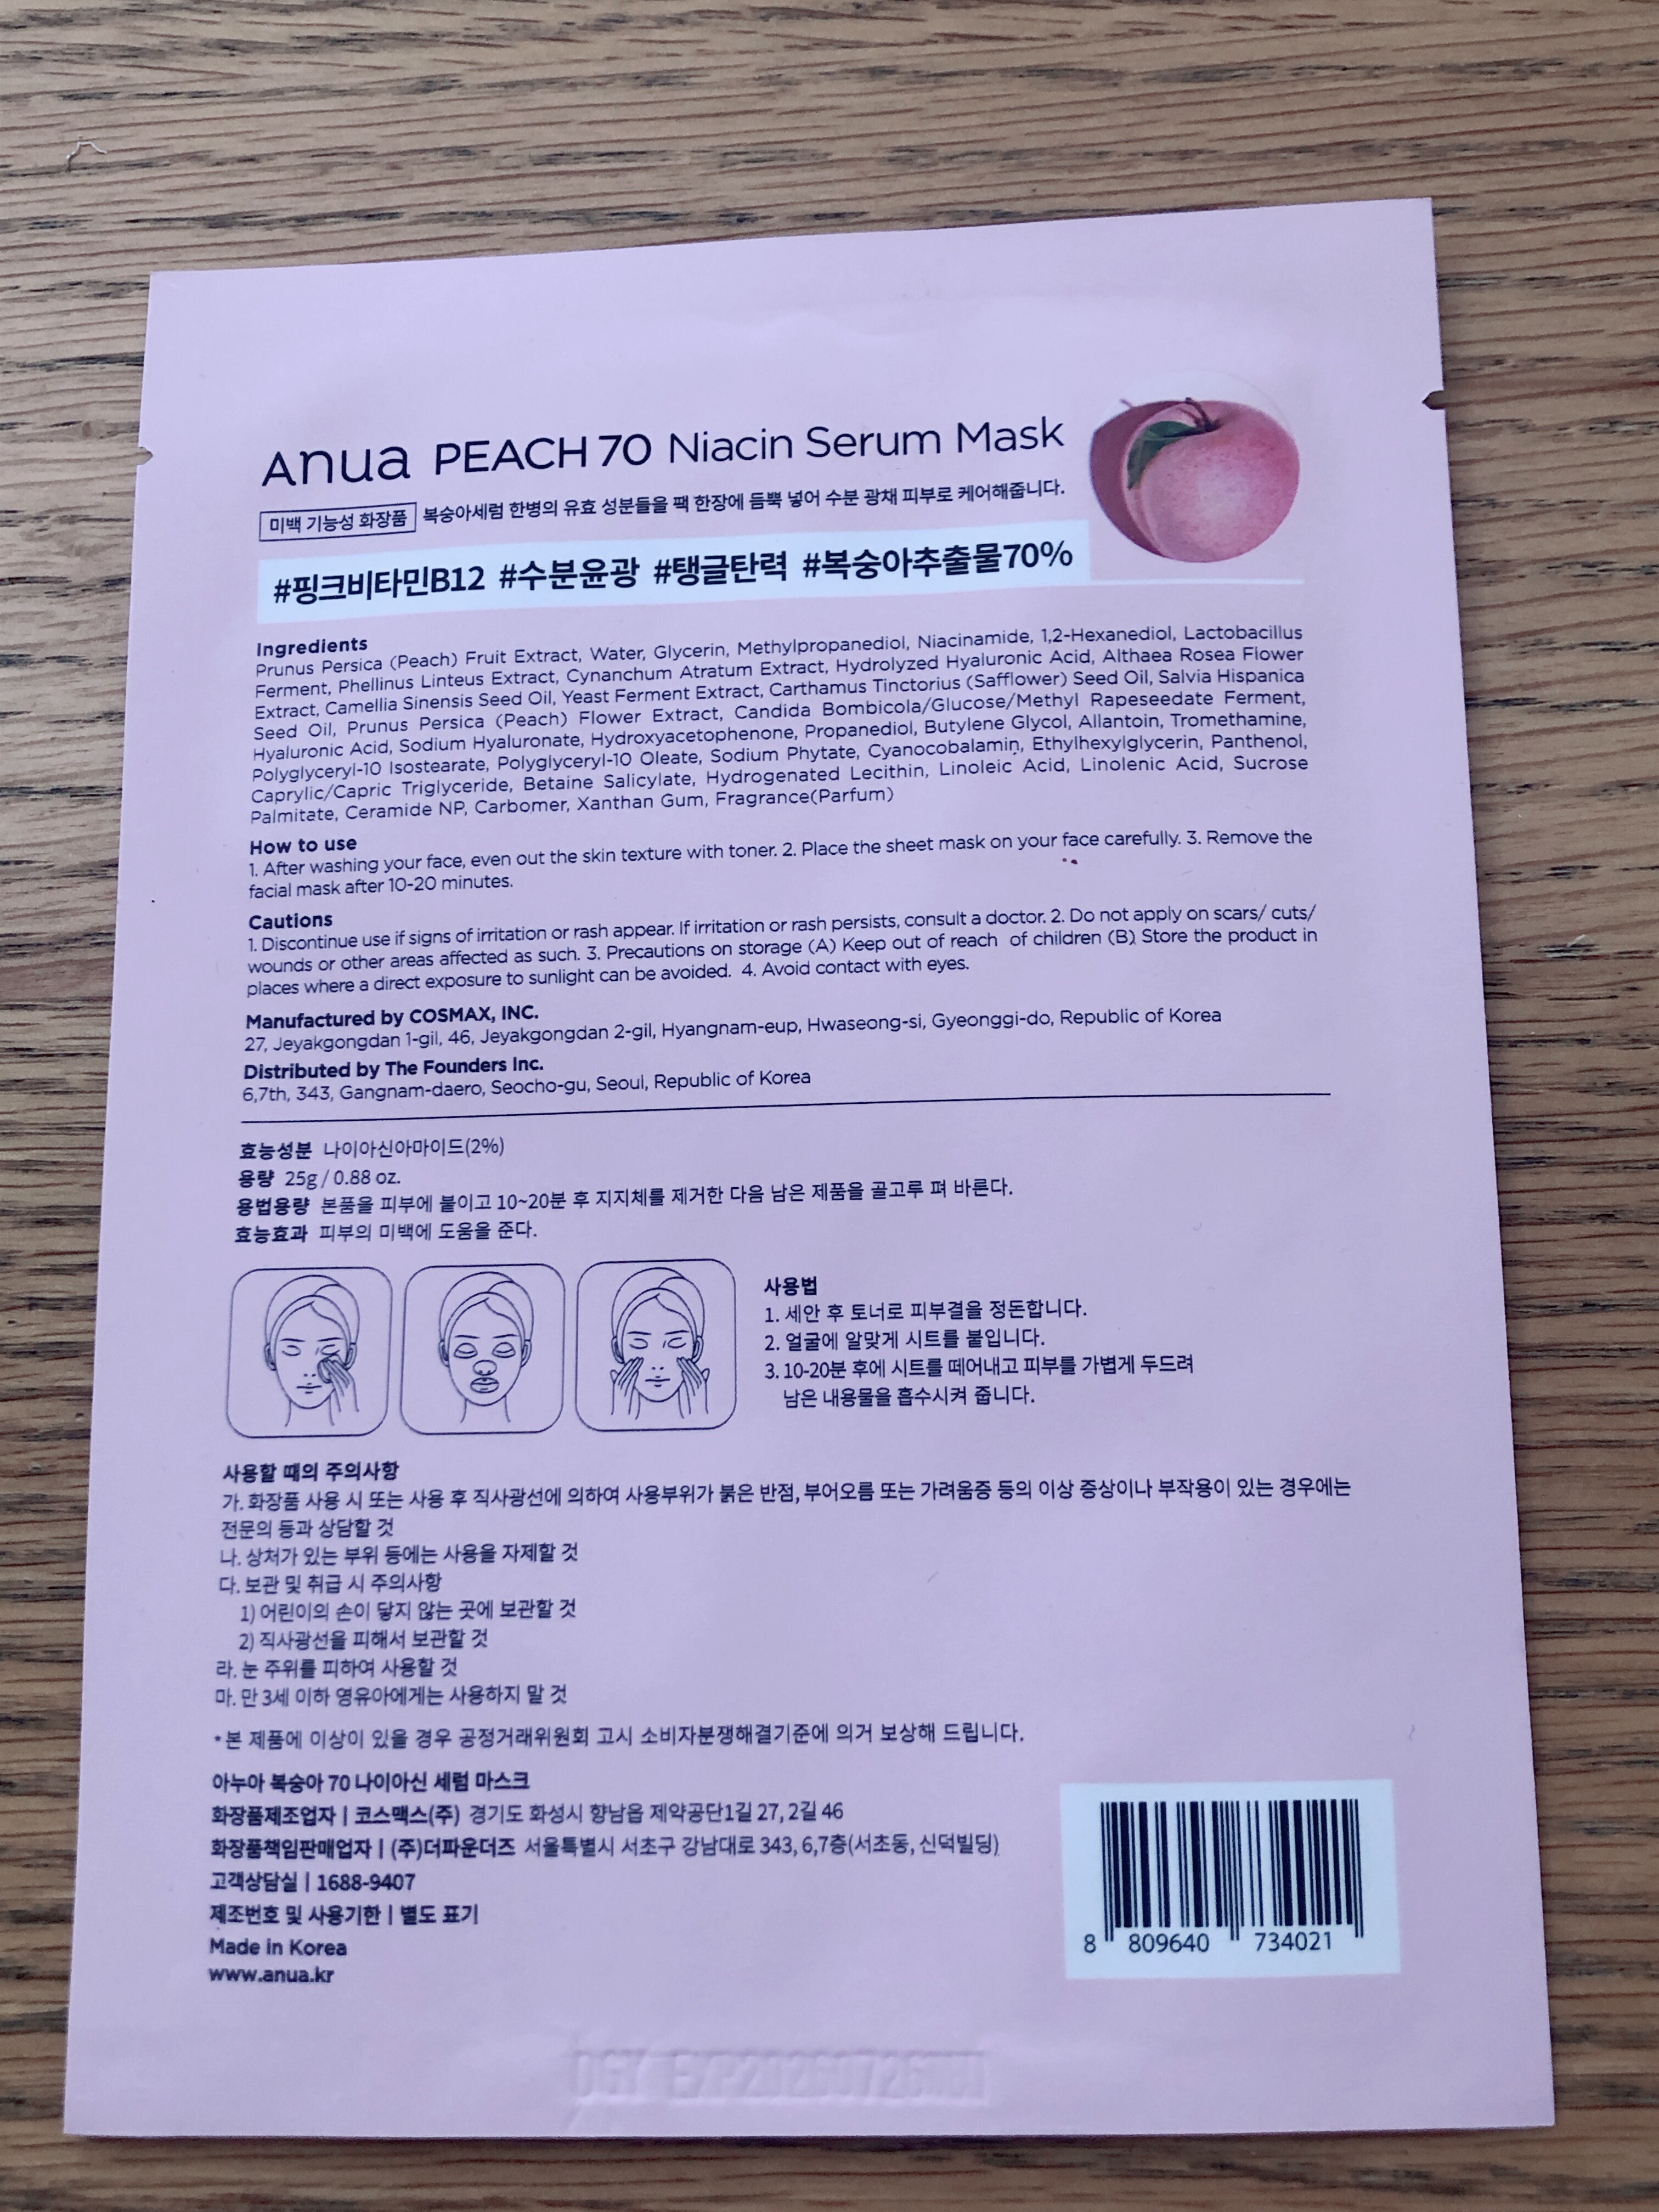 Anua PEACH 70 Niacin Serum Mask
미백 기능성 화장품 복숭아세럼 한병의 유효 성분들을 팩 한장에 듬뿍 넣어 수분 광채 피부로 케어해줍니다.
#핑크비타민B12 #수분윤광 #탱글탄력 #복숭아추출물70%
Ingredients
Prunus Persica (Peach) Fruit Extract, Water, Glycerin, Methylpropanediol, Niacinamide, 1,2-Hexanediol, Lactobacillus
Ferment, Phellinus Linteus Extract, Cynanchum Atratum Extract, Hydrolyzed Hyaluronic Acid, Althaea Rosea Flower
Extract, Camellia Sinensis Seed Oil, Yeast Ferment Extract, Carthamus Tinctorius (Safflower) Seed Oil, Salvia Hispanica
Seed Oil, Prunus Persica (Peach) Flower Extract, Candida Bombicola/Glucose/Methyl Rapeseedate Ferment,
Hyaluronic Acid, Sodium Hyaluronate, Hydroxyacetophenone, Propanediol, Butylene Glycol, Allantoin, Tromethamine,
Polyglyceryl-10 Isostearate, Polyglyceryl-10 Oleate, Sodium Phytate, Cyanocobalamin, Ethylhexylglycerin, Panthenol,
Caprylic/Capric Triglyceride, Betaine Salicylate, Hydrogenated Lecithin, Linoleic Acid, Linolenic Acid, Sucrose
Palmitate, Ceramide NP, Carbomer, Xanthan Gum, Fragrance(Parfum)
How to use
1. After washing your face, even out the skin texture with toner. 2. Place the sheet mask on your face carefully. 3. Remove the
facial mask after 10-20 minutes.
Cautions
1. Discontinue use if signs of irritation or rash appear. If irritation or rash persists, consult a doctor. 2. Do not apply on scars/ cuts/
wounds or other areas affected as such. 3. Precautions on storage (A) Keep out of reach of children (B) Store the product in
places where a direct exposure to sunlight can be avoided. 4. Avoid contact with eyes.
Manufactured by COSMAX, INC.
27, Jeyakgongdan 1-gil, 46, Jeyakgongdan 2-gil, Hyangnam-eup, Hwaseong-si, Gyeonggi-do, Republic of Korea
Distributed by The Founders Inc.
6,7th, 343, Gangnam-daero, Seocho-gu, Seoul, Republic of Korea
효능성분 나이아신아마이드(2%)
용량 25g / 0.88 oz.
용법용량 본품을 피부에 붙이고 10~20분 후 지지체를 제거한 다음 남은 제품을 골고루 펴 바른다.
효능효과 피부의 미백에 도움을 준다.
사용법
1. 세안 후 토너로 피부결을 정돈합니다.
2. 얼굴에 알맞게 시트를 붙입니다.
3. 10-20분 후에 시트를 떼어내고 피부를 가볍게 두드려
남은 내용물을 흡수시켜 줍니다.
사용할 때의 주의사항
가. 화장품 사용 시 또는 사용 후 직사광선에 의하여 사용부위가 붉은 반점, 부어오름 또는 가려움증 등의 이상 증상이나 부작용이 있는 경우에는
전문의 등과 상담할 것
나. 상처가 있는 부위 등에는 사용을 자제할 것
다. 보관 및 취급 시 주의사항
1) 어린이의 손이 닿지 않는 곳에 보관할 것
2) 직사광선을 피해서 보관할 것
라. 눈 주위를 피하여 사용할 것
마. 만 3세 이하 영유아에게는 사용하지 말 것
*본 제품에 이상이 있을 경우 공정거래위원회 고시 소비자분쟁해결기준에 의거 보상해 드립니다.
아누아 복숭아 70 나이아신 세럼 마스크
화장품제조업자 | 코스맥스(주) 경기도 화성시 향남읍 제약공단1길 27, 2길 46
화장품책임판매업자 | (주)더파운더즈 서울특별시 서초구 강남대로 343, 6,7층(서초동, 신덕빌딩)
고객상담실 | 1688-9407
제조번호 및 사용기한 | 별도 표기
Made in Korea
www.anua.kr
8 809640 734021